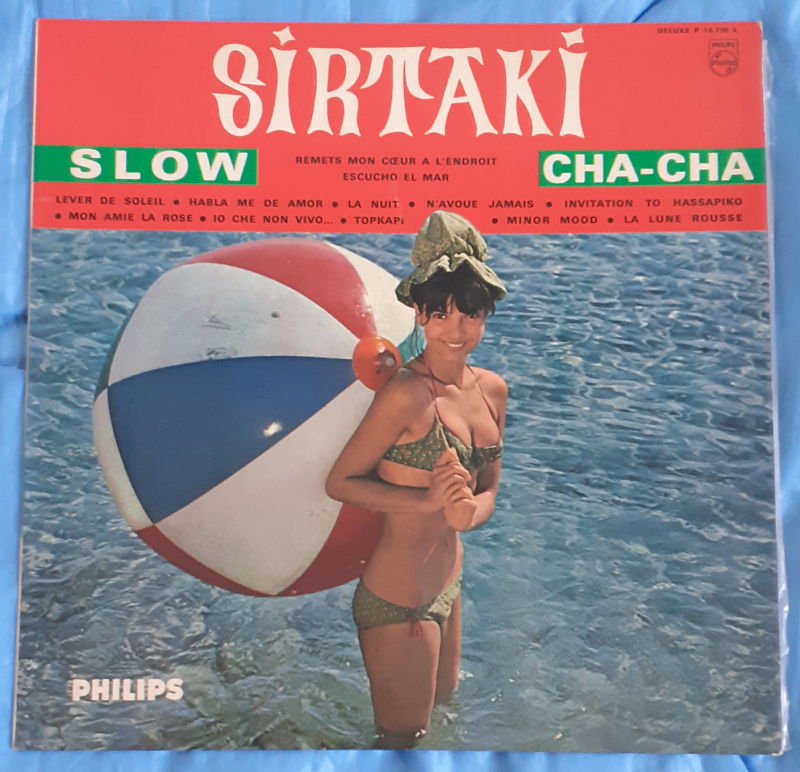 DELUXE P 14.736 L
PHILIPS
SIRTAKI
SLOW
REMETS MON CŒUR A L'ENDROIT
ESCUCHO EL MAR
CHA-CHA
LEVER DE SOLEIL • HABLA ME DE AMOR • LA NUIT • N'AVOUE JAMAIS • INVITATION TO HASSAPIKO
• MON AMIE LA ROSE • IO CHE NON VIVO... • TOPKAPI • MINOR MOOD • LA LUNE ROUSSE
PHILIPS